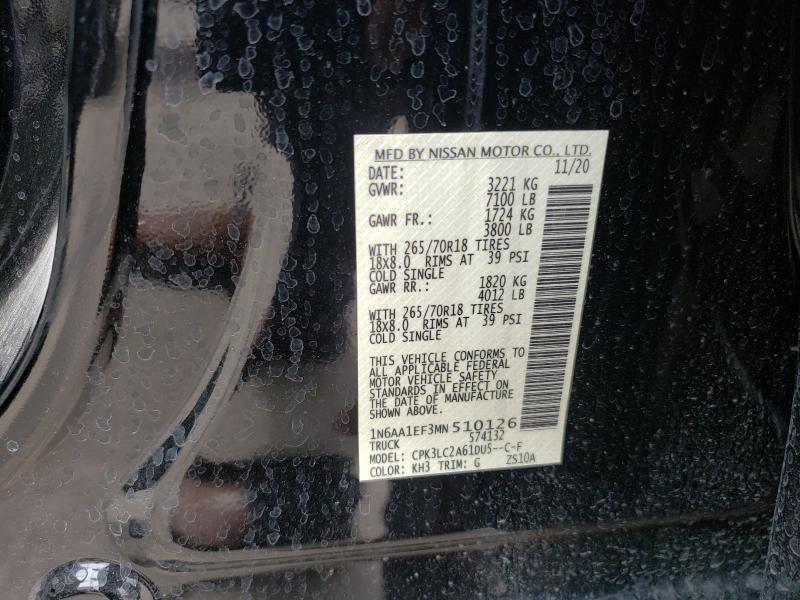 MFD BY NISSAN MOTOR CO., LTD.
DATE: 11/20
GVWR: 3221 KG
7100 LB
GAWR FR.: 1724 KG
3800 LB
WITH 265/70R18 TIRES
18x8.0 RIMS AT 39 PSI
COLD SINGLE
GAWR RR.: 1820 KG
4012 LB
WITH 265/70R18 TIRES
18x8.0 RIMS AT 39 PSI
COLD SINGLE
THIS VEHICLE CONFORMS TO
ALL APPLICABLE FEDERAL
MOTOR VEHICLE SAFETY
STANDARDS IN EFFECT ON
THE DATE OF MANUFACTURE
SHOWN ABOVE.
1N6AA1EF3MN510126
TRUCK 574132
MODEL: CPK3LC2A61DU5--C-F
COLOR: KH3 TRIM: G ZS10A